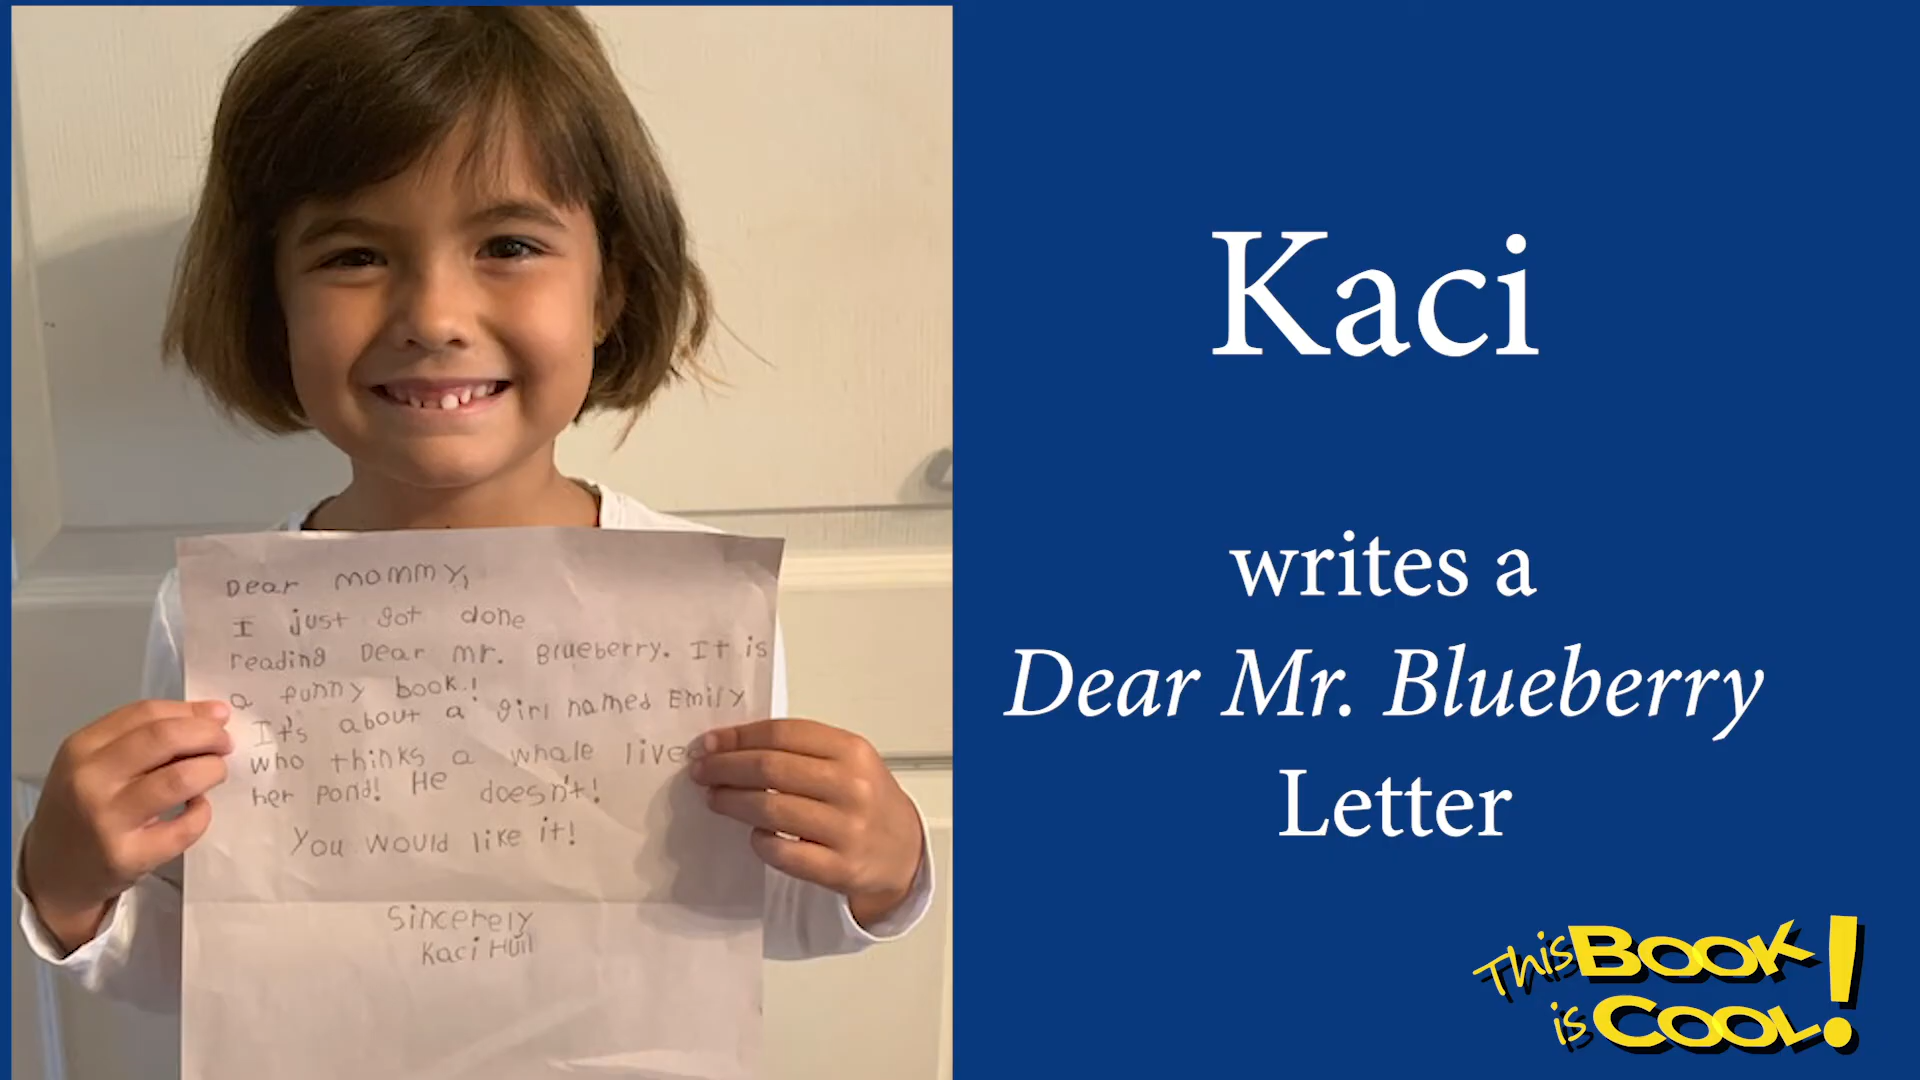 Dear Mommy,
I just got done
reading Dear Mr. Blueberry. It is
a funny book!
It's about a girl named Emily
who thinks a whale lives
her pond! He doesn't!
You would like it!
Sincerely
Kaci
Kaci
writes a
Dear Mr. Blueberry
Letter
This BOOK
is COOL!